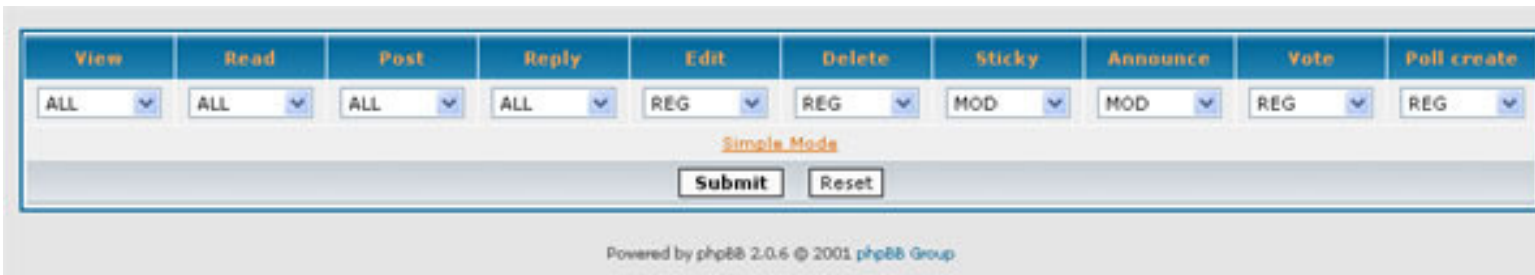 View Read Post Reply Edit Delete Sticky Announce Vote Poll create
ALL ALL ALL ALL REG REG MOD MOD REG REG
Simple Mode
Submit Reset
Powered by phpBB 2.0.6 © 2001 phpBB Group